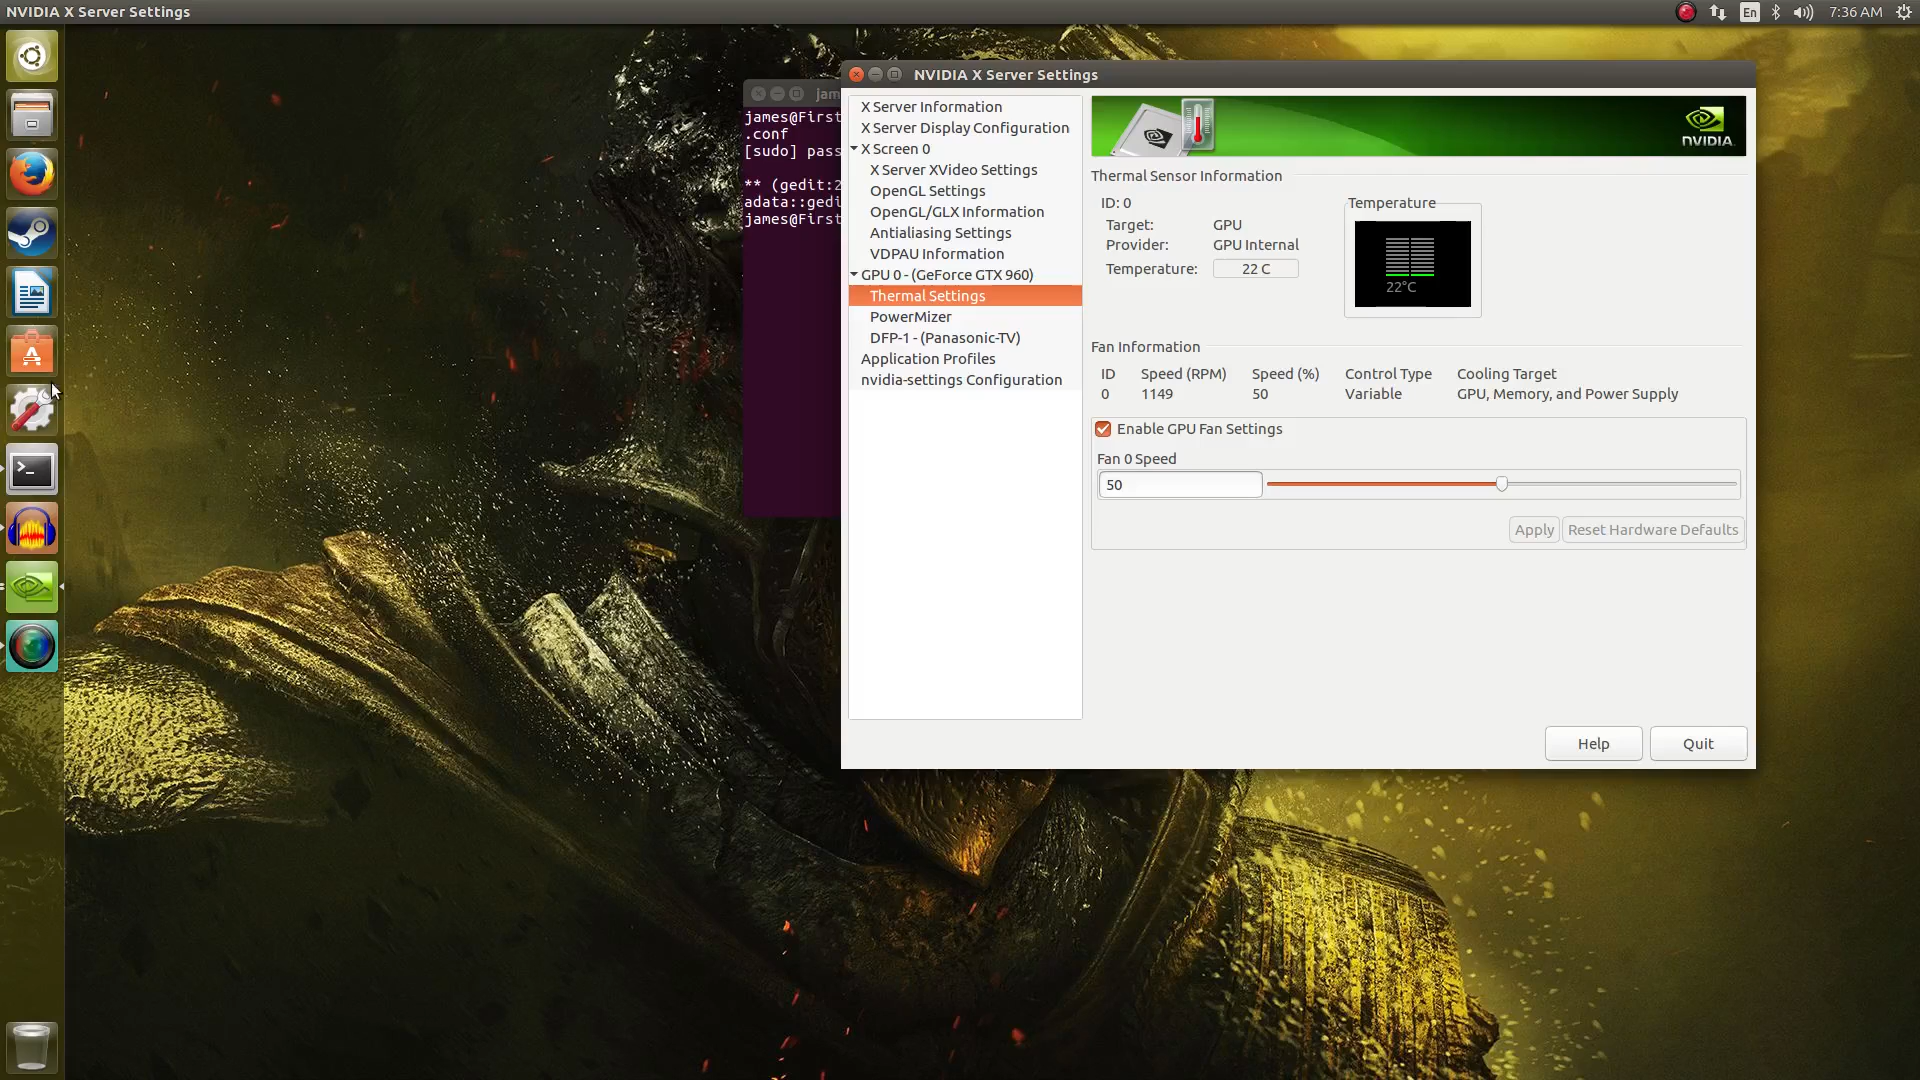 NVIDIA X Server Settings
En
7:36 AM
NVIDIA X Server Settings
jam
james@First
.conf
[sudo] pass
** (gedit:2
adata::gedi
james@First
X Server Information
X Server Display Configuration
X Screen 0
X Server XVideo Settings
OpenGL Settings
OpenGL/GLX Information
Antialiasing Settings
VDPAU Information
GPU 0 - (GeForce GTX 960)
Thermal Settings
PowerMizer
DFP-1 - (Panasonic-TV)
Application Profiles
nvidia-settings Configuration
NVIDIA.
Thermal Sensor Information
ID: 0
Target: GPU
Provider: GPU Internal
Temperature: 22 C
Temperature
22°C
Fan Information
ID Speed (RPM) Speed (%) Control Type Cooling Target
0 1149 50 Variable GPU, Memory, and Power Supply
Enable GPU Fan Settings
Fan 0 Speed
50
Apply Reset Hardware Defaults
Help Quit